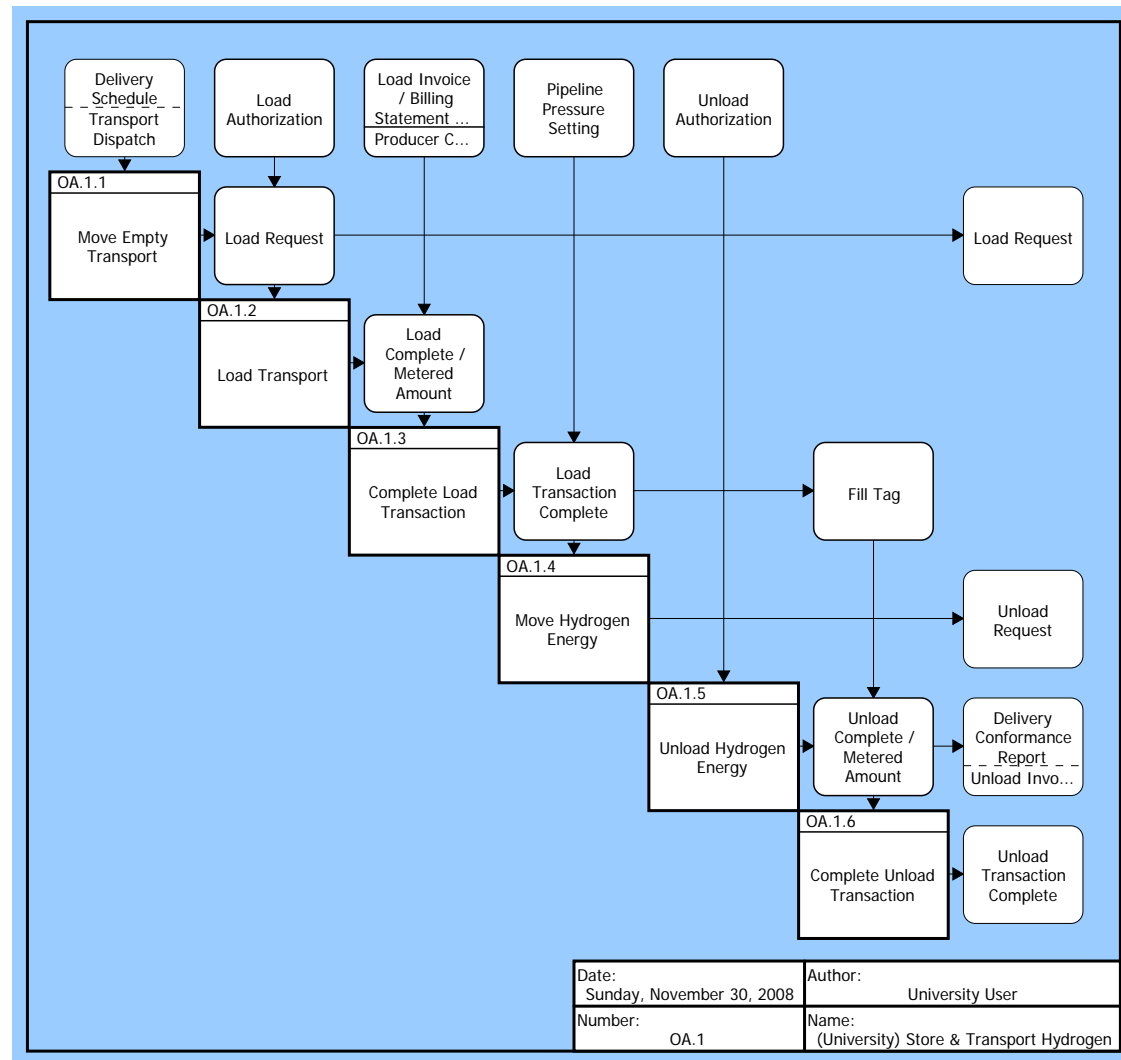 Delivery
Schedule
Transport
Dispatch
Load
Authorization
Load Invoice
/ Billing
Statement ...
Producer C...
Pipeline
Pressure
Setting
Unload
Authorization
OA.1.1
Move Empty
Transport
Load Request
Load Request
OA.1.2
Load Transport
Load
Complete /
Metered
Amount
OA.1.3
Complete Load
Transaction
Load
Transaction
Complete
Fill Tag
OA.1.4
Move Hydrogen
Energy
Unload
Request
OA.1.5
Unload Hydrogen
Energy
Unload
Complete /
Metered
Amount
Delivery
Conformance
Report
Unload Invo...
OA.1.6
Complete Unload
Transaction
Unload
Transaction
Complete
Date:
Sunday, November 30, 2008
Author:
University User
Number:
OA.1
Name:
(University) Store & Transport Hydrogen